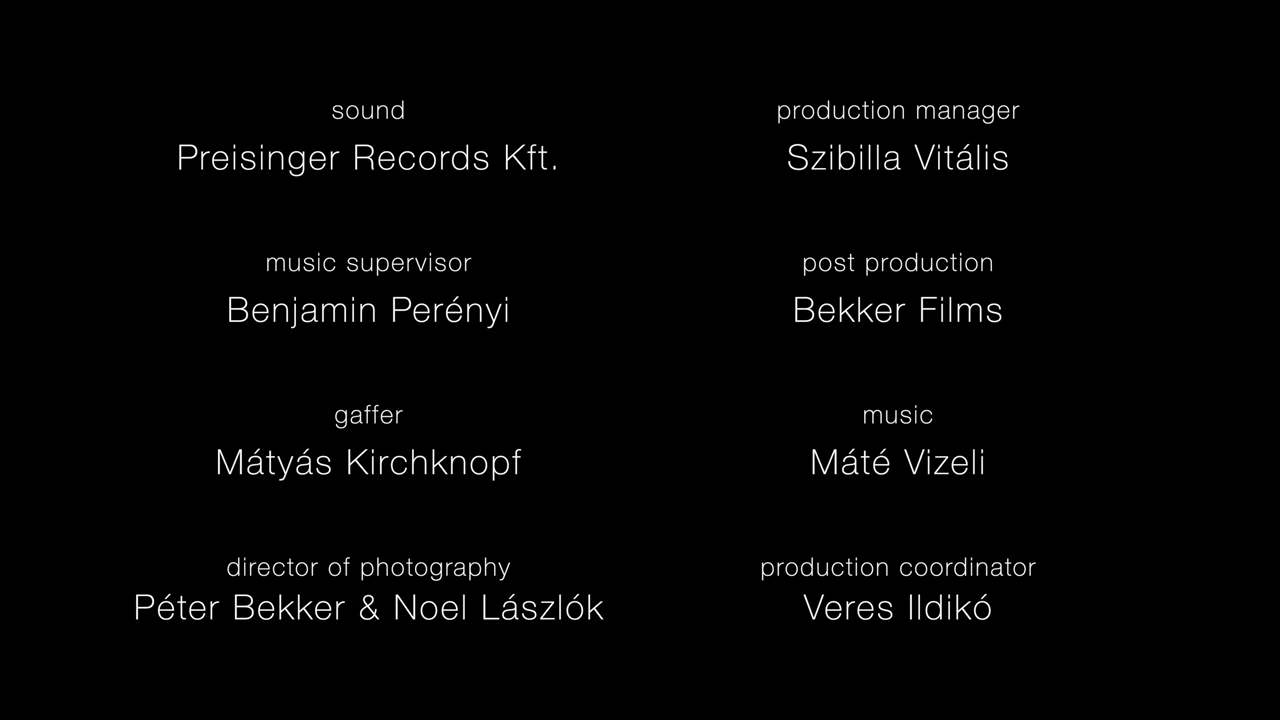 sound
Preisinger Records Kft.
music supervisor
Benjamin Perényi
gaffer
Mátyás Kirchknopf
director of photography
Péter Bekker & Noel Lászlók
production manager
Szibilla Vitális
post production
Bekker Films
music
Máté Vizeli
production coordinator
Veres Ildikó